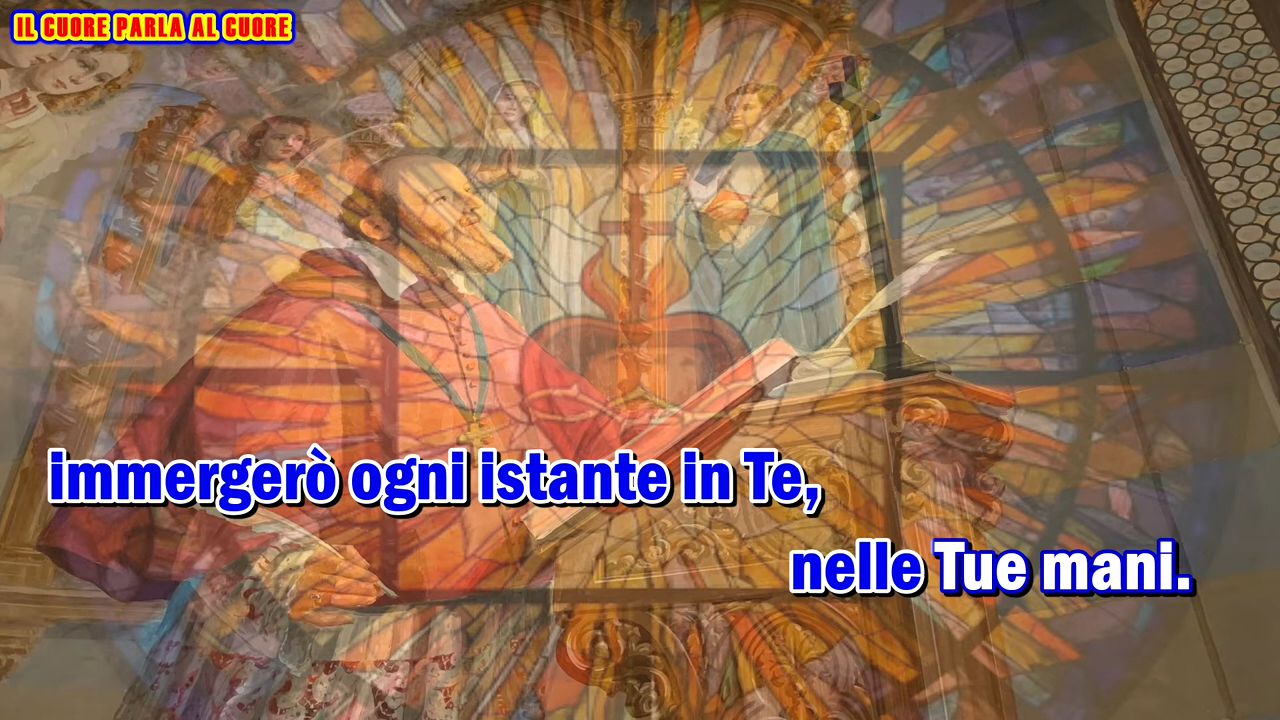 IL CUORE PARLA AL CUORE
immergerò ogni istante in Te,
nelle Tue mani.